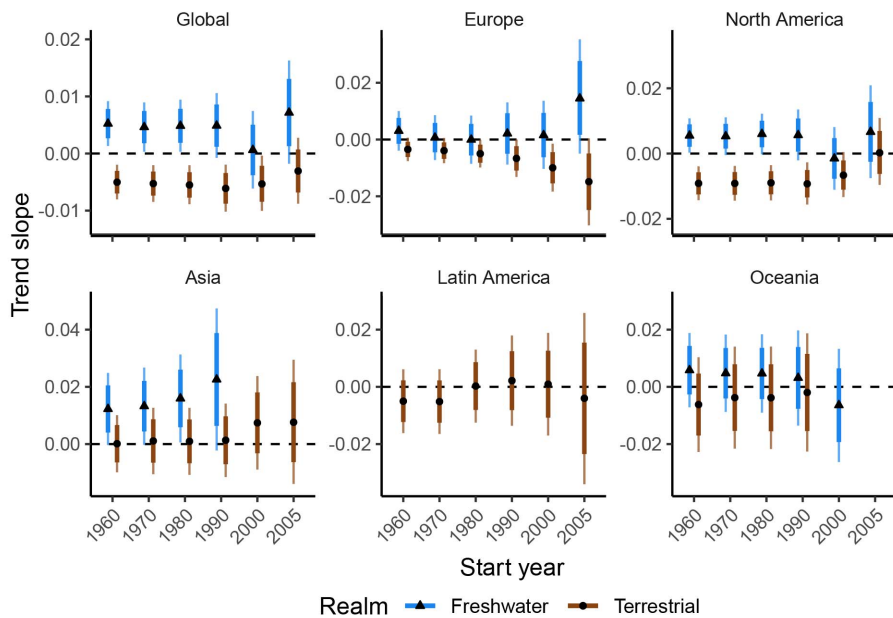 Global
Europe
North America
0.02
0.01
0.00
-0.01
0.02
0.00
-0.02
0.02
0.00
-0.02
Trend slope
Asia
Latin America
Oceania
0.04
0.02
0.00
0.02
0.00
-0.02
0.02
0.00
-0.02
1960 1970 1980 1990 2000 2005
1960 1970 1980 1990 2000 2005
1960 1970 1980 1990 2000 2005
Start year
Realm Freshwater Terrestrial